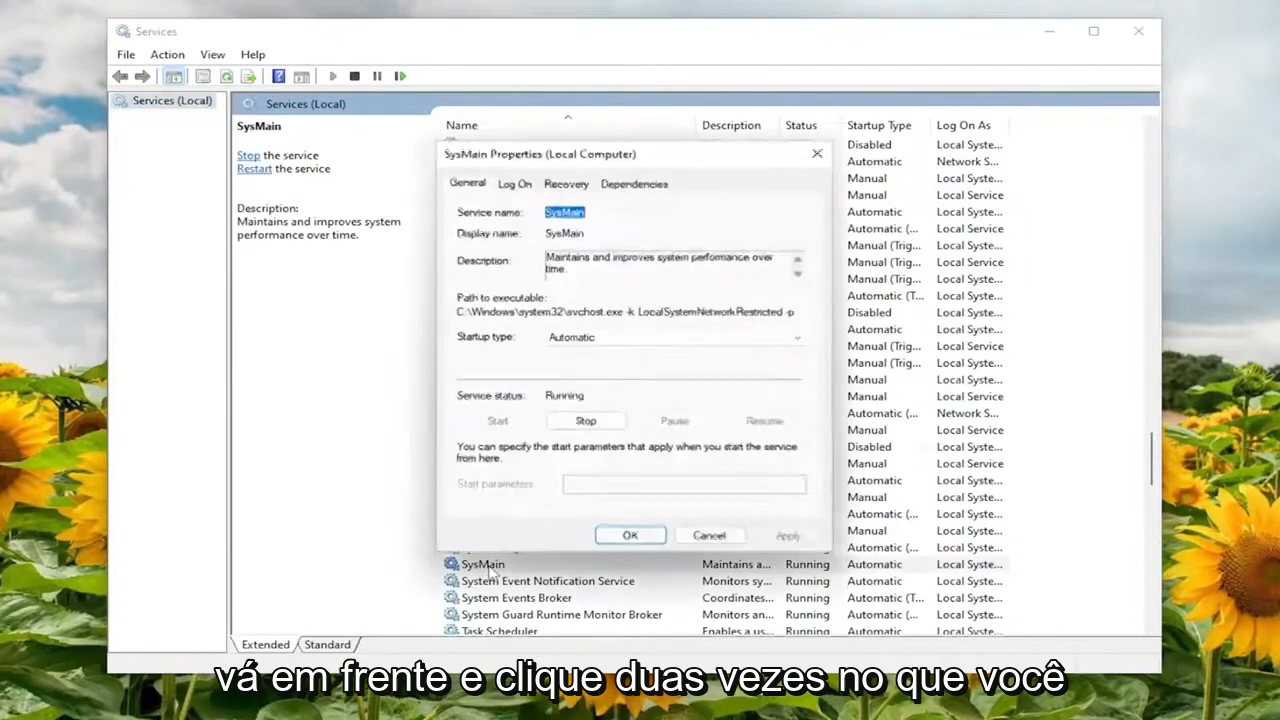 Services
File Action View Help
Services (Local)
Services (Local)
SysMain
Stop the service
Restart the service
Description:
Maintains and improves system
performance over time.
Name Description Status Startup Type Log On As
Disabled Local Syste...
Automatic Network S...
Manual Local Syste...
Manual Local Service
Automatic Local Syste...
Automatic (... Local Service
Manual (Trig... Local Syste...
Manual (Trig... Local Service
Manual (Trig... Local Syste...
Automatic (T... Local Syste...
Disabled Local Service
Automatic Local Syste...
Manual (Trig... Local Service
Manual (Trig... Local Syste...
Manual Local Syste...
Manual Local Service
Automatic (... Network S...
Manual Local Service
Disabled Local Syste...
Manual Local Service
Automatic Local Syste...
Manual Local Syste...
Automatic (... Local Syste...
Manual Local Syste...
Automatic (... Local Syste...
SysMain Properties (Local Computer)
General Log On Recovery Dependencies
Service name: SysMain
Display name: SysMain
Description: Maintains and improves system performance over
time.
Path to executable:
C:\Windows\system32\svchost.exe -k LocalSystemNetworkRestricted -p
Startup type: Automatic
Service status: Running
Start Stop Pause Resume
You can specify the start parameters that apply when you start the service
from here.
Start parameters:
OK Cancel Apply
SysMain Maintains a... Running Automatic Local Syste...
System Event Notification Service Monitors sy... Running Automatic Local Syste...
System Events Broker Coordinates... Running Automatic (T... Local Syste...
System Guard Runtime Monitor Broker Monitors an... Running Automatic (... Local Syste...
Task Scheduler Enables a us... Running Automatic Local Syste...
Extended Standard
vá em frente e clique duas vezes no que você